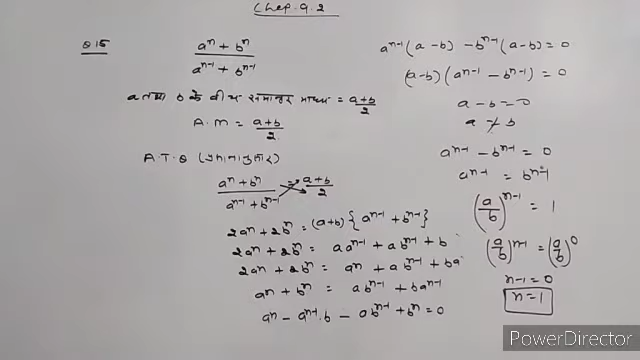 Chap. 9.2
Q15
aⁿ + bⁿ / aⁿ⁻¹ + bⁿ⁻¹
a तथा b के बीच समान्तर माध्य = a+b / 2
A.M = a+b / 2
A.T.Q (प्रश्नानुसार)
aⁿ + bⁿ / aⁿ⁻¹ + bⁿ⁻¹ = a+b / 2
2aⁿ + 2bⁿ = (a+b) {aⁿ⁻¹ + bⁿ⁻¹}
2aⁿ + 2bⁿ = aaⁿ⁻¹ + abⁿ⁻¹ + b
2aⁿ + 2bⁿ = aⁿ + abⁿ⁻¹ + ba
aⁿ + bⁿ = abⁿ⁻¹ + baⁿ⁻¹
aⁿ - aⁿ⁻¹.b - abⁿ⁻¹ + bⁿ = 0
aⁿ⁻¹(a-b) - bⁿ⁻¹(a-b) = 0
(a-b)(aⁿ⁻¹ - bⁿ⁻¹) = 0
a - b = 0
a ≠ b
aⁿ⁻¹ - bⁿ⁻¹ = 0
aⁿ⁻¹ = bⁿ⁻¹
(a/b)ⁿ⁻¹ = 1
(a/b)ⁿ⁻¹ = (a/b)⁰
n-1 = 0
n = 1
PowerDirector